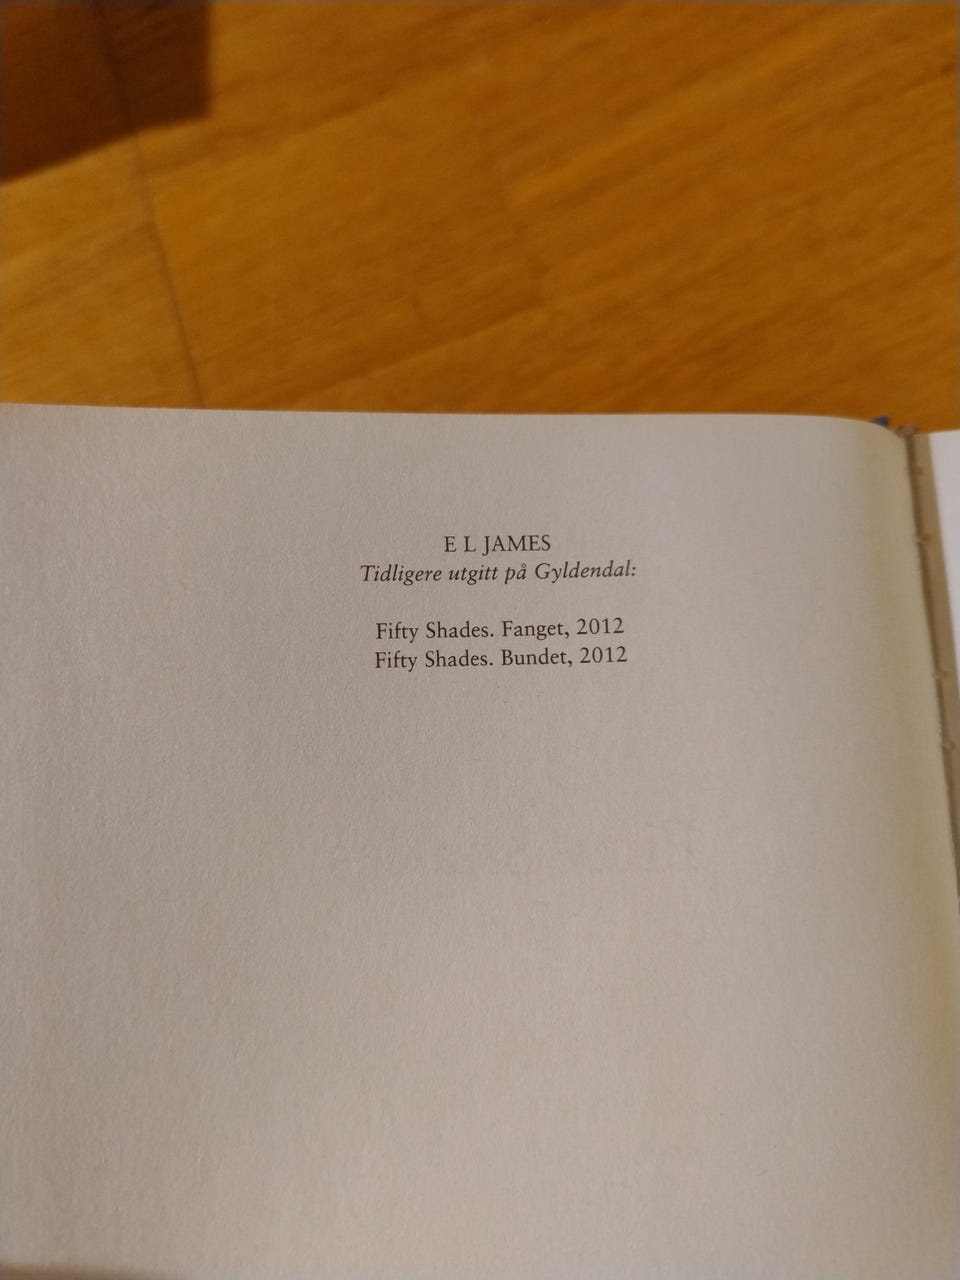 E L JAMES
Tidligere utgitt på Gyldendal:
Fifty Shades. Fanget, 2012
Fifty Shades. Bundet, 2012